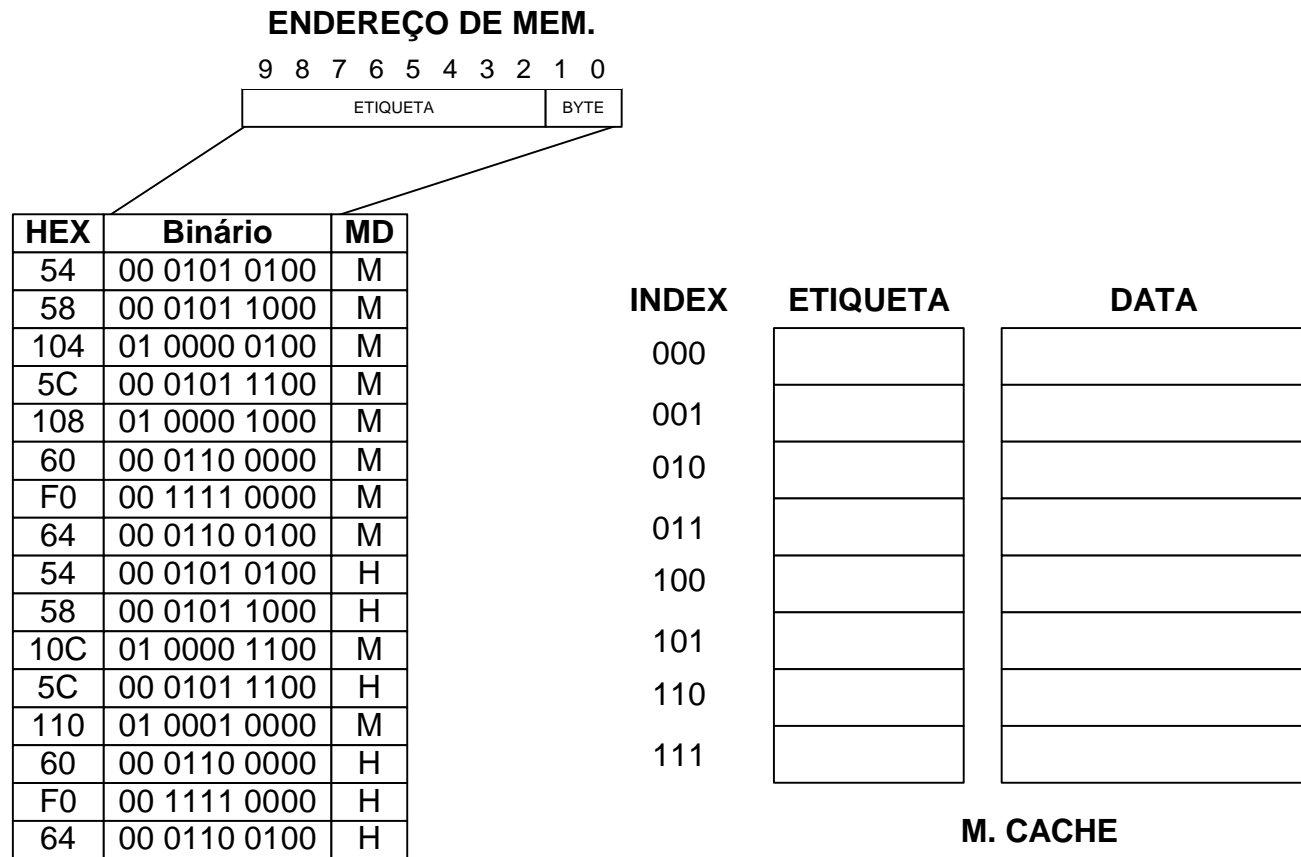 ENDEREÇO DE MEM.
9 8 7 6 5 4 3 2 1 0
ETIQUETA BYTE
HEX Binário MD
54 00 0101 0100 M
58 00 0101 1000 M
104 01 0000 0100 M
5C 00 0101 1100 M
108 01 0000 1000 M
60 00 0110 0000 M
F0 00 1111 0000 M
64 00 0110 0100 M
54 00 0101 0100 H
58 00 0101 1000 H
10C 01 0000 1100 M
5C 00 0101 1100 H
110 01 0001 0000 M
60 00 0110 0000 H
F0 00 1111 0000 H
64 00 0110 0100 H
INDEX ETIQUETA DATA
000
001
010
011
100
101
110
111
M. CACHE